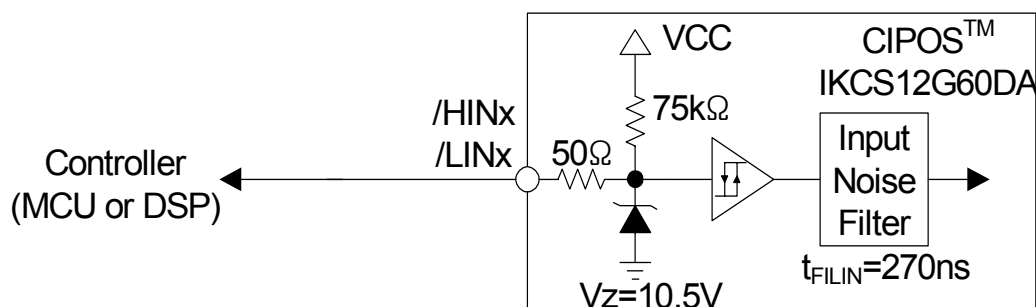 VCC
CIPOS™
IKCS12G60DA
/HINx
/LINx
75kΩ
50Ω
Controller
(MCU or DSP)
Input
Noise
Filter
tFILIN=270ns
Vz=10.5V